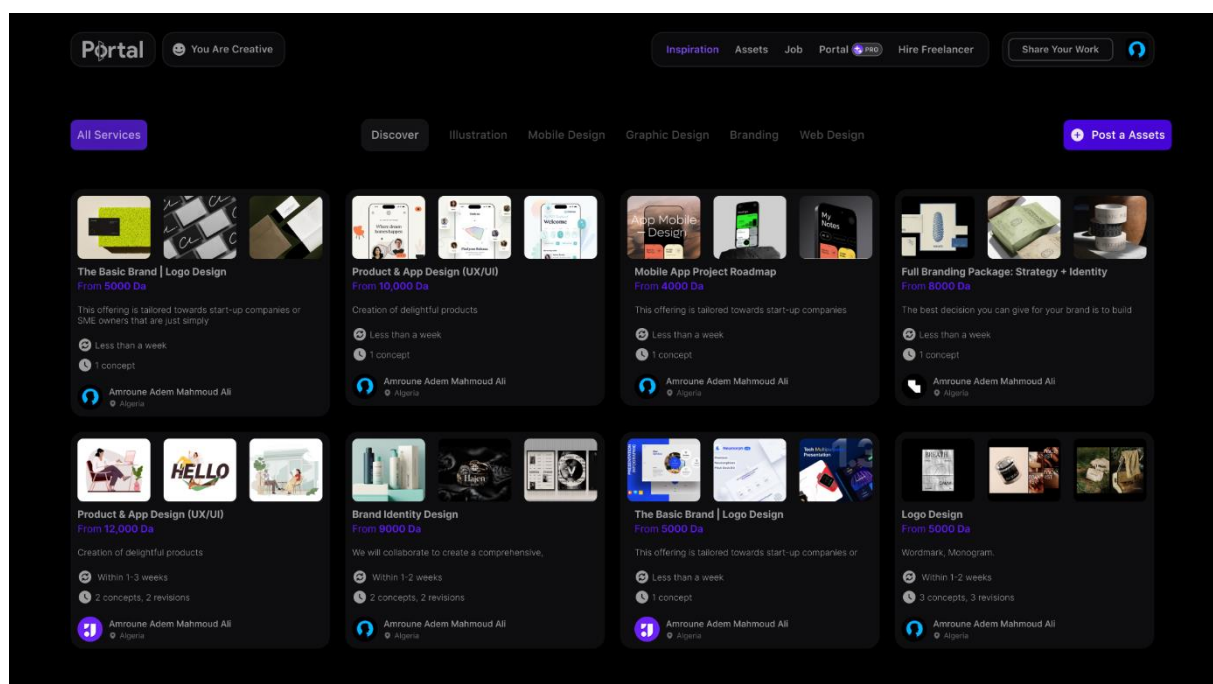 Portal
You Are Creative
Inspiration
Assets
Job
Portal PRO
Hire Freelancer
Share Your Work
All Services
Discover
Illustration
Mobile Design
Graphic Design
Branding
Web Design
Post a Assets
App Mobile
– Design
Welcome
My
Notes
The Basic Brand | Logo Design
From 5000 Da
This offering is tailored towards start-up companies or
SME owners that are just simply
Less than a week
1 concept
Amroune Adem Mahmoud Ali
Algeria
Product & App Design (UX/UI)
From 10,000 Da
Creation of delightful products
Less than a week
1 concept
Amroune Adem Mahmoud Ali
Algeria
Mobile App Project Roadmap
From 4000 Da
This offering is tailored towards start-up companies
Less than a week
1 concept
Amroune Adem Mahmoud Ali
Algeria
Full Branding Package: Strategy + Identity
From 8000 Da
The best decision you can give for your brand is to build
Less than a week
1 concept
Amroune Adem Mahmoud Ali
Algeria
HELLO
Product & App Design (UX/UI)
From 12,000 Da
Creation of delightful products
Within 1-3 weeks
2 concepts, 2 revisions
Amroune Adem Mahmoud Ali
Algeria
Hajen
Brand Identity Design
From 9000 Da
We will collaborate to create a comprehensive,
Within 1-2 weeks
2 concepts, 2 revisions
Amroune Adem Mahmoud Ali
Algeria
Presentation
The Basic Brand | Logo Design
From 5000 Da
This offering is tailored towards start-up companies or
Less than a week
1 concept
Amroune Adem Mahmoud Ali
Algeria
Logo Design
From 5000 Da
Wordmark, Monogram.
Within 1-2 weeks
3 concepts, 3 revisions
Amroune Adem Mahmoud Ali
Algeria